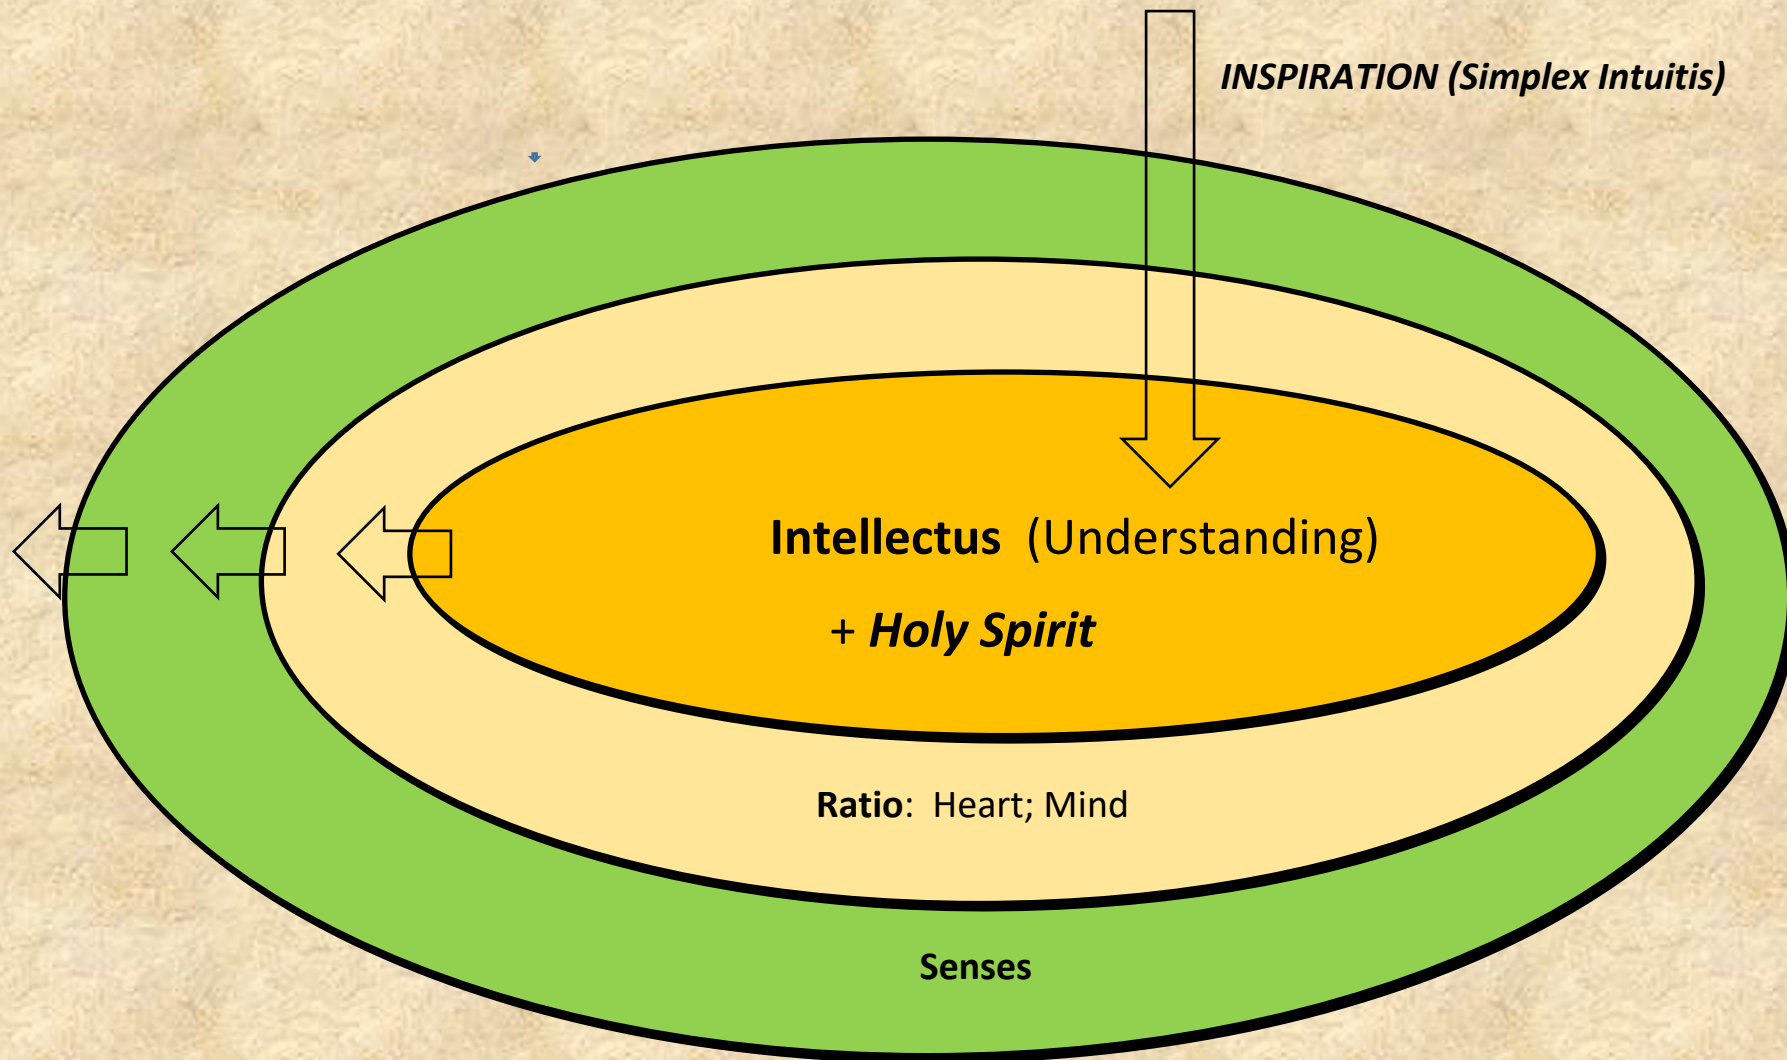 INSPIRATION (Simplex Intuitis)
Intellectus (Understanding)
+ Holy Spirit
Ratio: Heart; Mind
Senses